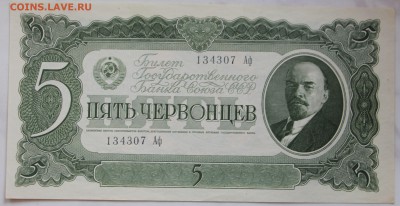 COINS.LAVE.RU
134307 Аф
Билет
Государственного
Банка Союза ССР
5
ПЯТЬ ЧЕРВОНЦЕВ
134307 Аф
5